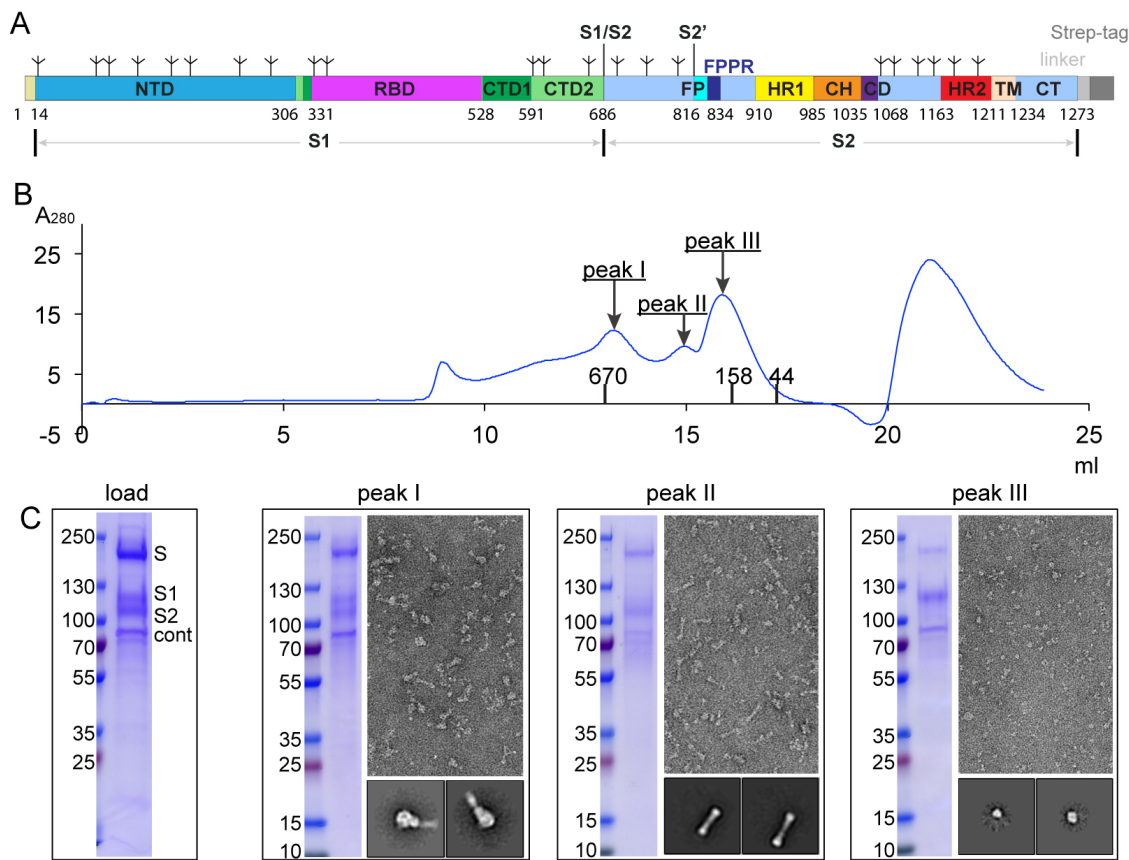 A
S1/S2 S2' Strep-tag
FPPR linker
NTD RBD CTD1 CTD2 FP HR1 CH CD HR2 TM CT
1 14 306 331 528 591 686 816 834 910 985 1035 1068 1163 1211 1234 1273
S1 S2
B
A280
25
15
5
-5
peak I
peak II
peak III
670 158 44
0 5 10 15 20 25
ml
C
load
250
130
100
70
55
35
25
S
S1
S2
cont
peak I
250
130
100
70
55
35
25
15
10
peak II
250
130
100
70
55
35
25
15
10
peak III
250
130
100
70
55
35
25
15
10